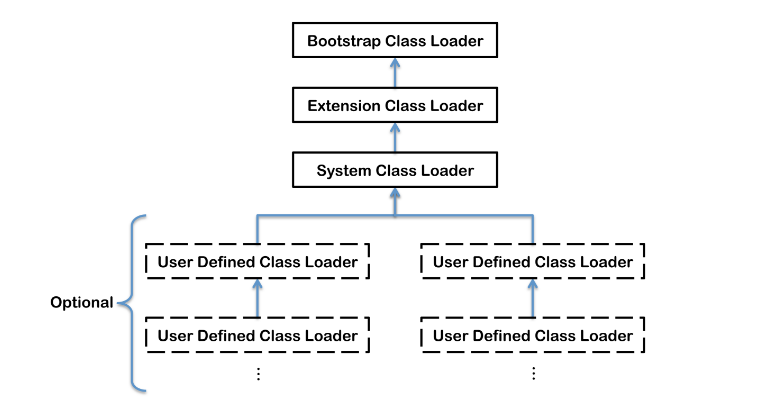 Bootstrap Class Loader
Extension Class Loader
System Class Loader
User Defined Class Loader
User Defined Class Loader
Optional
User Defined Class Loader
User Defined Class Loader
⋮
⋮